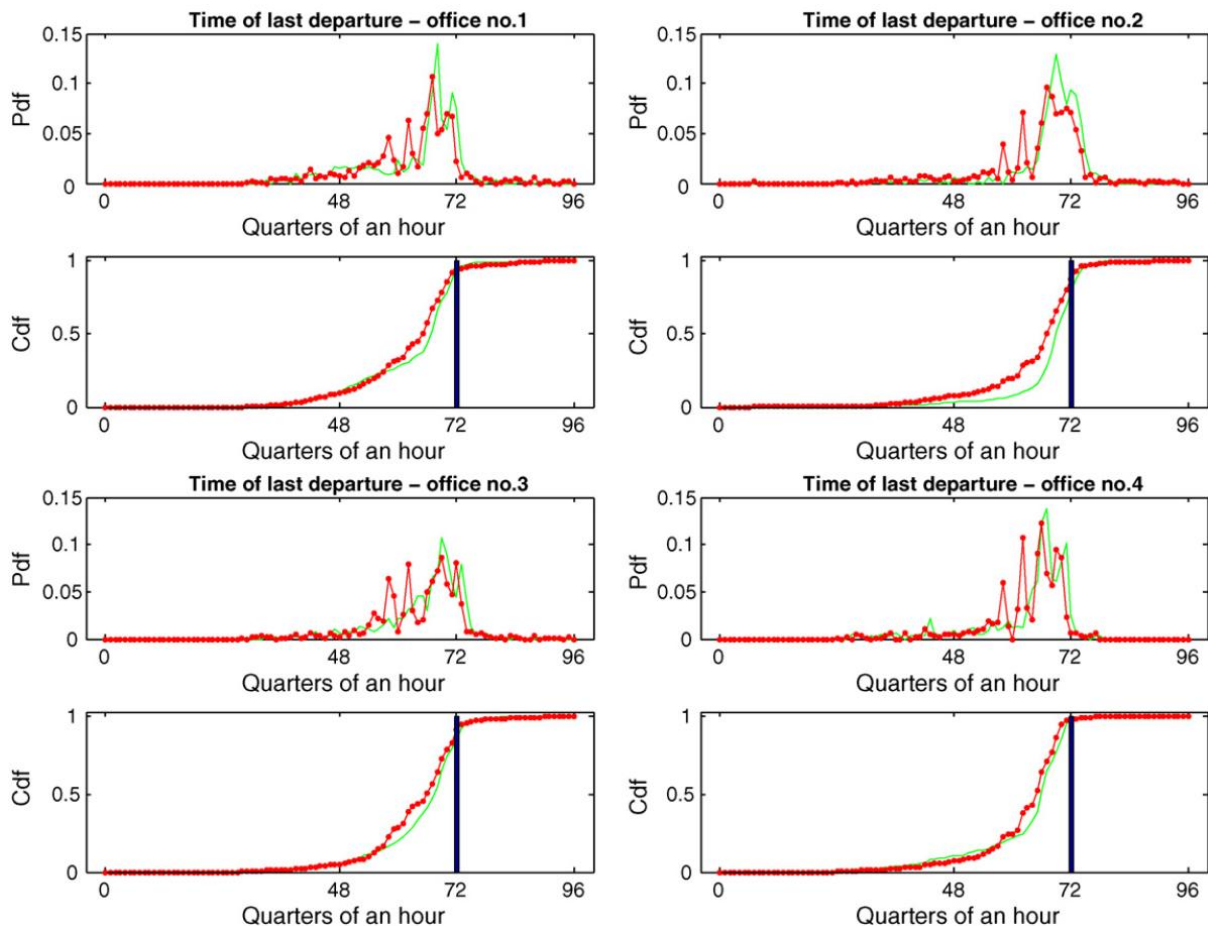 Time of last departure – office no.1
0.15
0.1
0.05
0
Pdf
0 48 72 96
Quarters of an hour
1
0.5
0
Cdf
0 48 72 96
Quarters of an hour
Time of last departure – office no.2
0.15
0.1
0.05
0
Pdf
0 48 72 96
Quarters of an hour
1
0.5
0
Cdf
0 48 72 96
Quarters of an hour
Time of last departure – office no.3
0.15
0.1
0.05
0
Pdf
0 48 72 96
Quarters of an hour
1
0.5
0
Cdf
0 48 72 96
Quarters of an hour
Time of last departure – office no.4
0.15
0.1
0.05
0
Pdf
0 48 72 96
Quarters of an hour
1
0.5
0
Cdf
0 48 72 96
Quarters of an hour